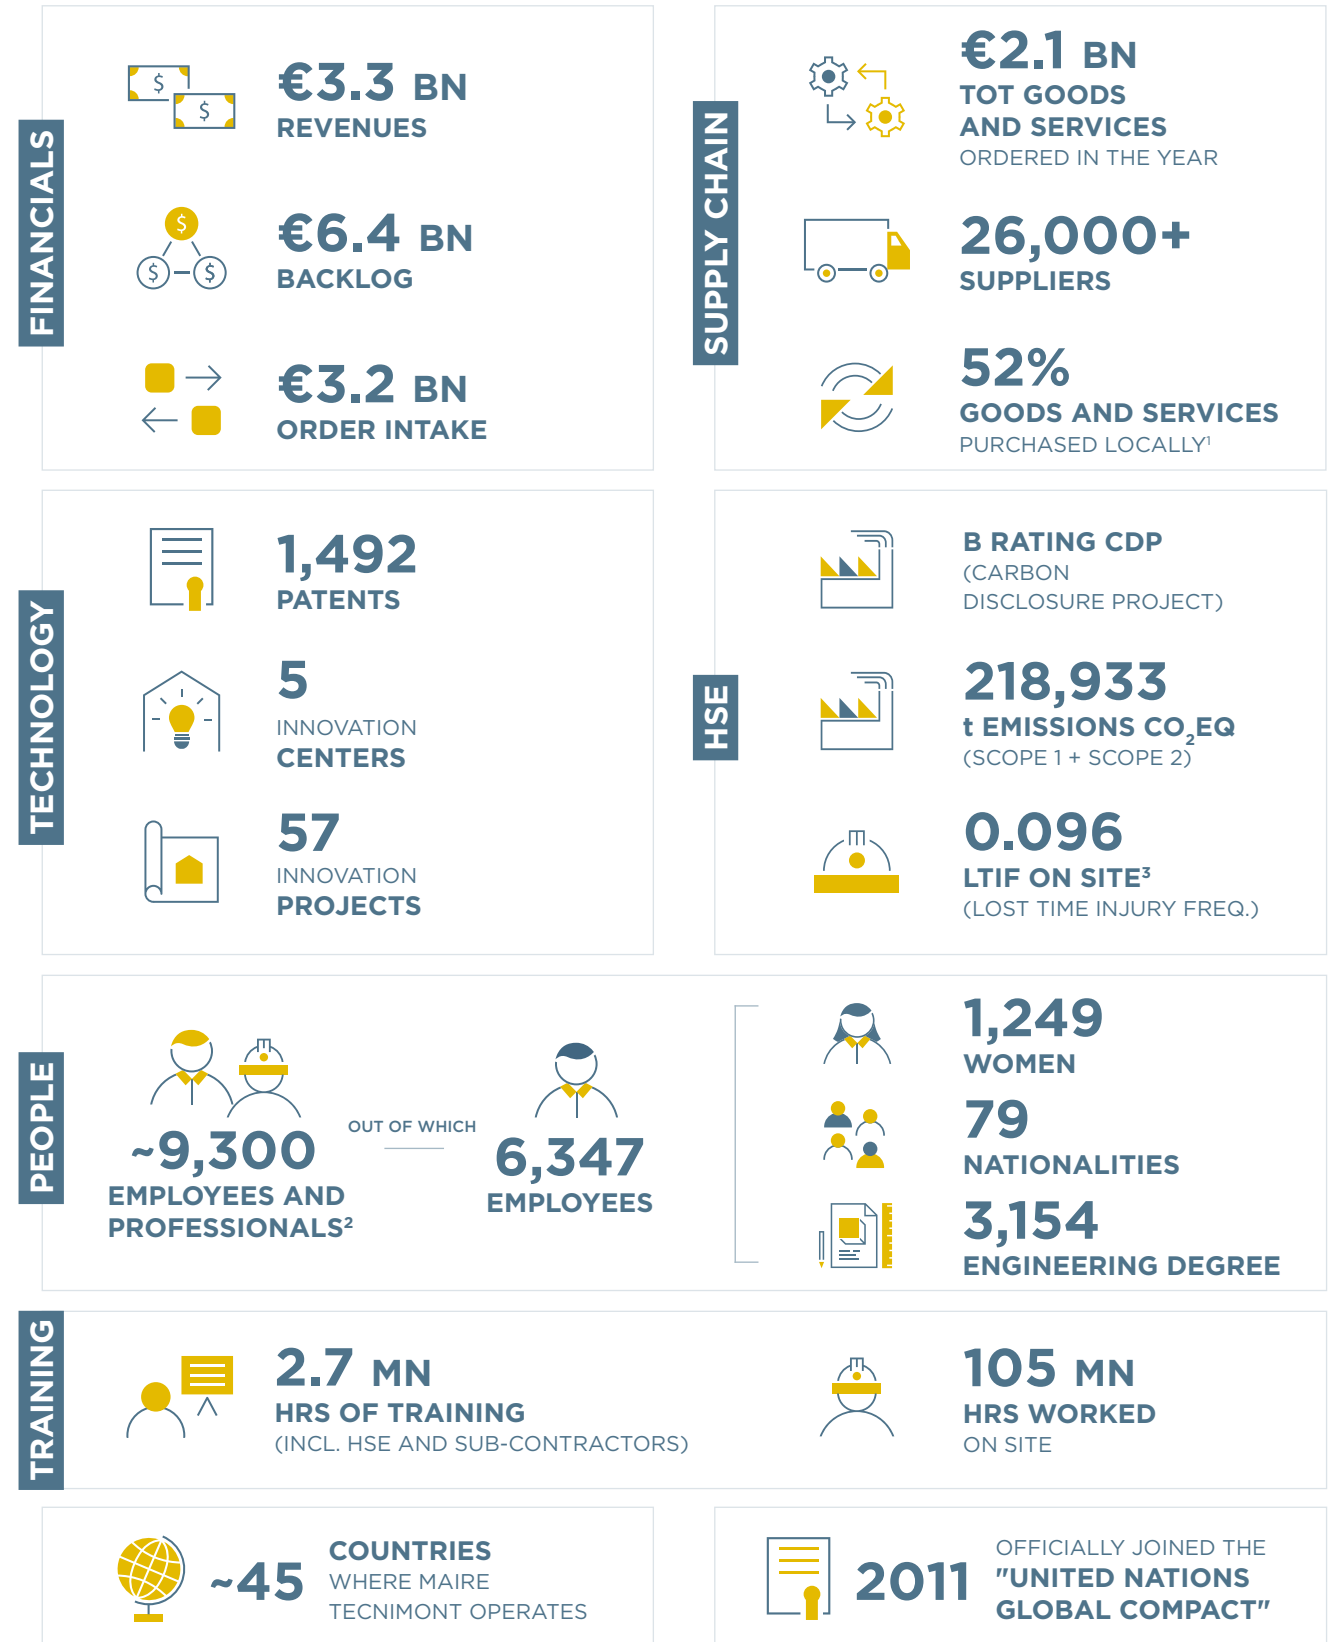 FINANCIALS
€3.3 BN
REVENUES
€6.4 BN
BACKLOG
€3.2 BN
ORDER INTAKE
SUPPLY CHAIN
€2.1 BN
TOT GOODS
AND SERVICES
ORDERED IN THE YEAR
26,000+
SUPPLIERS
52%
GOODS AND SERVICES
PURCHASED LOCALLY¹
TECHNOLOGY
1,492
PATENTS
5
INNOVATION
CENTERS
57
INNOVATION
PROJECTS
HSE
B RATING CDP
(CARBON
DISCLOSURE PROJECT)
218,933
t EMISSIONS CO₂EQ
(SCOPE 1 + SCOPE 2)
0.096
LTIF ON SITE³
(LOST TIME INJURY FREQ.)
PEOPLE
~9,300
EMPLOYEES AND
PROFESSIONALS²
OUT OF WHICH
6,347
EMPLOYEES
1,249
WOMEN
79
NATIONALITIES
3,154
ENGINEERING DEGREE
TRAINING
2.7 MN
HRS OF TRAINING
(INCL. HSE AND SUB-CONTRACTORS)
105 MN
HRS WORKED
ON SITE
~45
COUNTRIES
WHERE MAIRE
TECNIMONT OPERATES
2011
OFFICIALLY JOINED THE
"UNITED NATIONS
GLOBAL COMPACT"